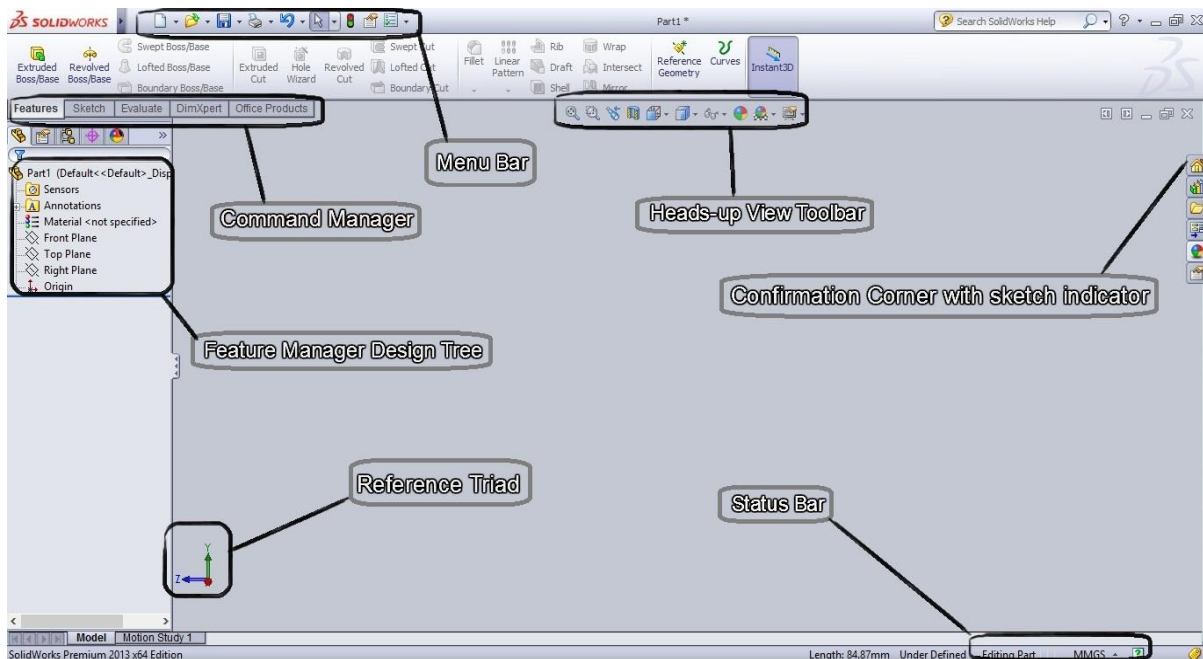 SOLIDWORKS
Part1 *
Search SolidWorks Help
Extruded Boss/Base
Revolved Boss/Base
Swept Boss/Base
Lofted Boss/Base
Boundary Boss/Base
Extruded Cut
Hole Wizard
Revolved Cut
Swept Cut
Lofted Cut
Boundary Cut
Fillet
Linear Pattern
Rib
Draft
Shell
Wrap
Intersect
Mirror
Reference Geometry
Curves
Instant3D
Features
Sketch
Evaluate
DimXpert
Office Products
Menu Bar
Part1 (Default<<Default>_Disp
Sensors
Annotations
Material <not specified>
Front Plane
Top Plane
Right Plane
Origin
Command Manager
Heads-up View Toolbar
Confirmation Corner with sketch indicator
Feature Manager Design Tree
Reference Triad
Status Bar
Y
Z
Model
Motion Study 1
SolidWorks Premium 2013 x64 Edition
Length: 84.87mm
Under Defined
Editing Part
MMGS